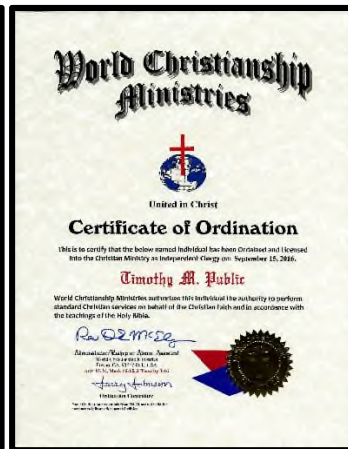 World Christianship
Ministries
United in Christ
Certificate of Ordination
This is to certify that the below named individual has been Ordained and Licensed
into the Christian Ministry as Independent Clergy on: September 15, 2016.
Timothy M. Public
World Christianship Ministries authorizes this individual the authority to perform
standard Christian services on behalf of the Christian Faith and in accordance with
the teachings of the Holy Bible.